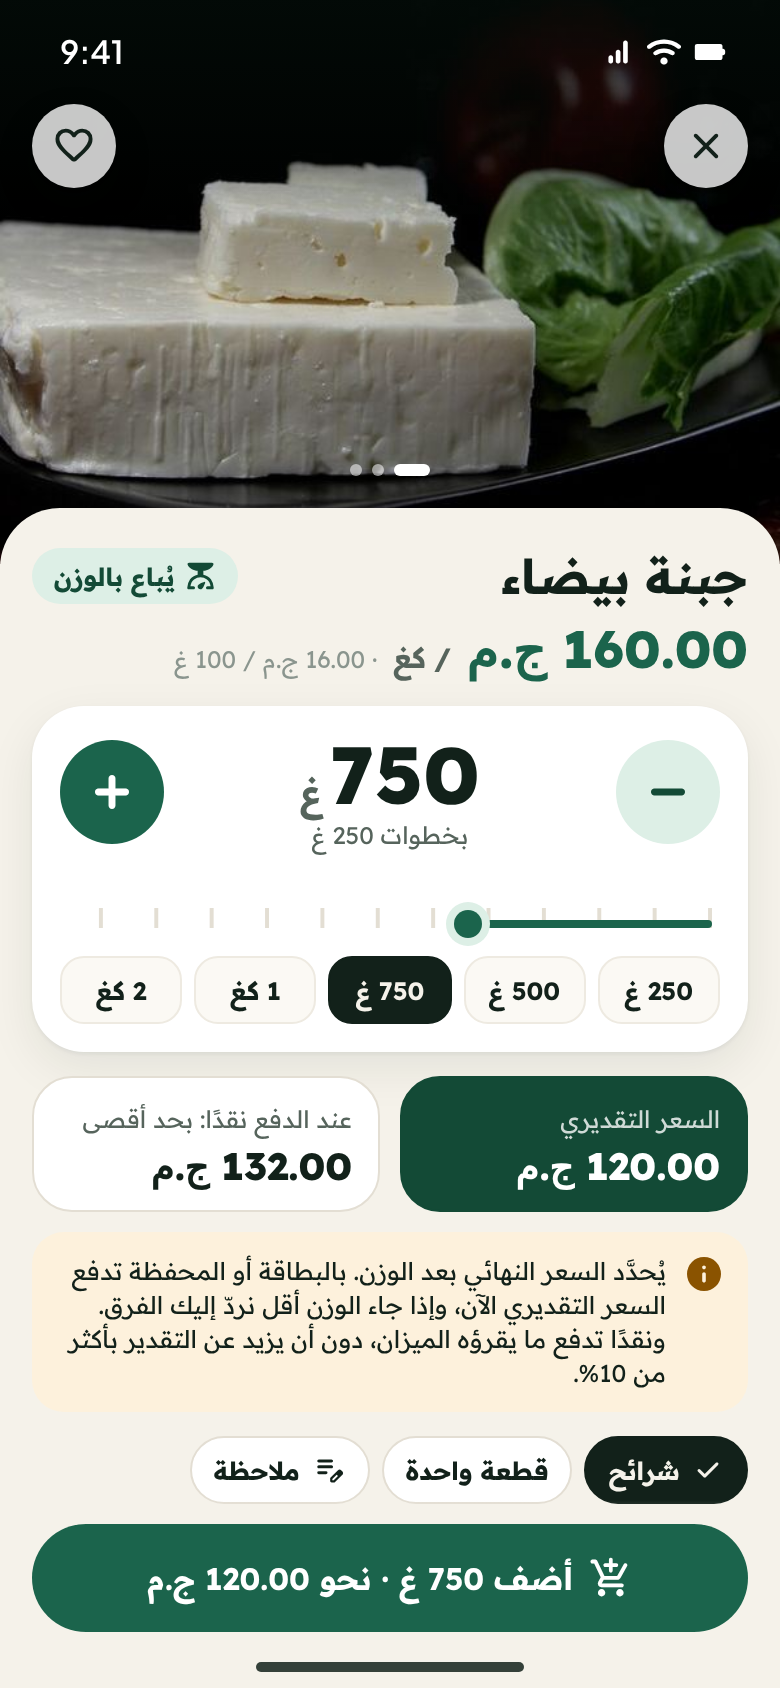 9:41
جبنة بيضاء
يُباع بالوزن
160.00 ج.م / كغ · 16.00 ج.م / 100 غ
750 غ
بخطوات 250 غ
250 غ
500 غ
750 غ
1 كغ
2 كغ
السعر التقديري
120.00 ج.م
عند الدفع نقدًا: بحد أقصى
132.00 ج.م
يُحدَّد السعر النهائي بعد الوزن. بالبطاقة أو المحفظة تدفع
السعر التقديري الآن، وإذا جاء الوزن أقل نردّ إليك الفرق.
ونقدًا تدفع ما يقرؤه الميزان، دون أن يزيد عن التقدير بأكثر
من 10%.
شرائح
قطعة واحدة
ملاحظة
أضف 750 غ · نحو 120.00 ج.م